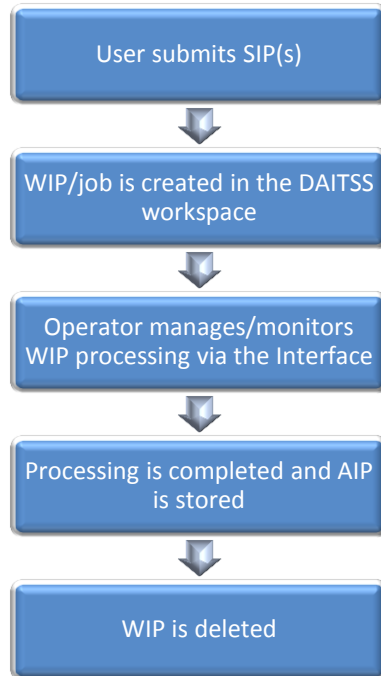 User submits SIP(s)
WIP/job is created in the DAITSS
workspace
Operator manages/monitors
WIP processing via the Interface
Processing is completed and AIP
is stored
WIP is deleted